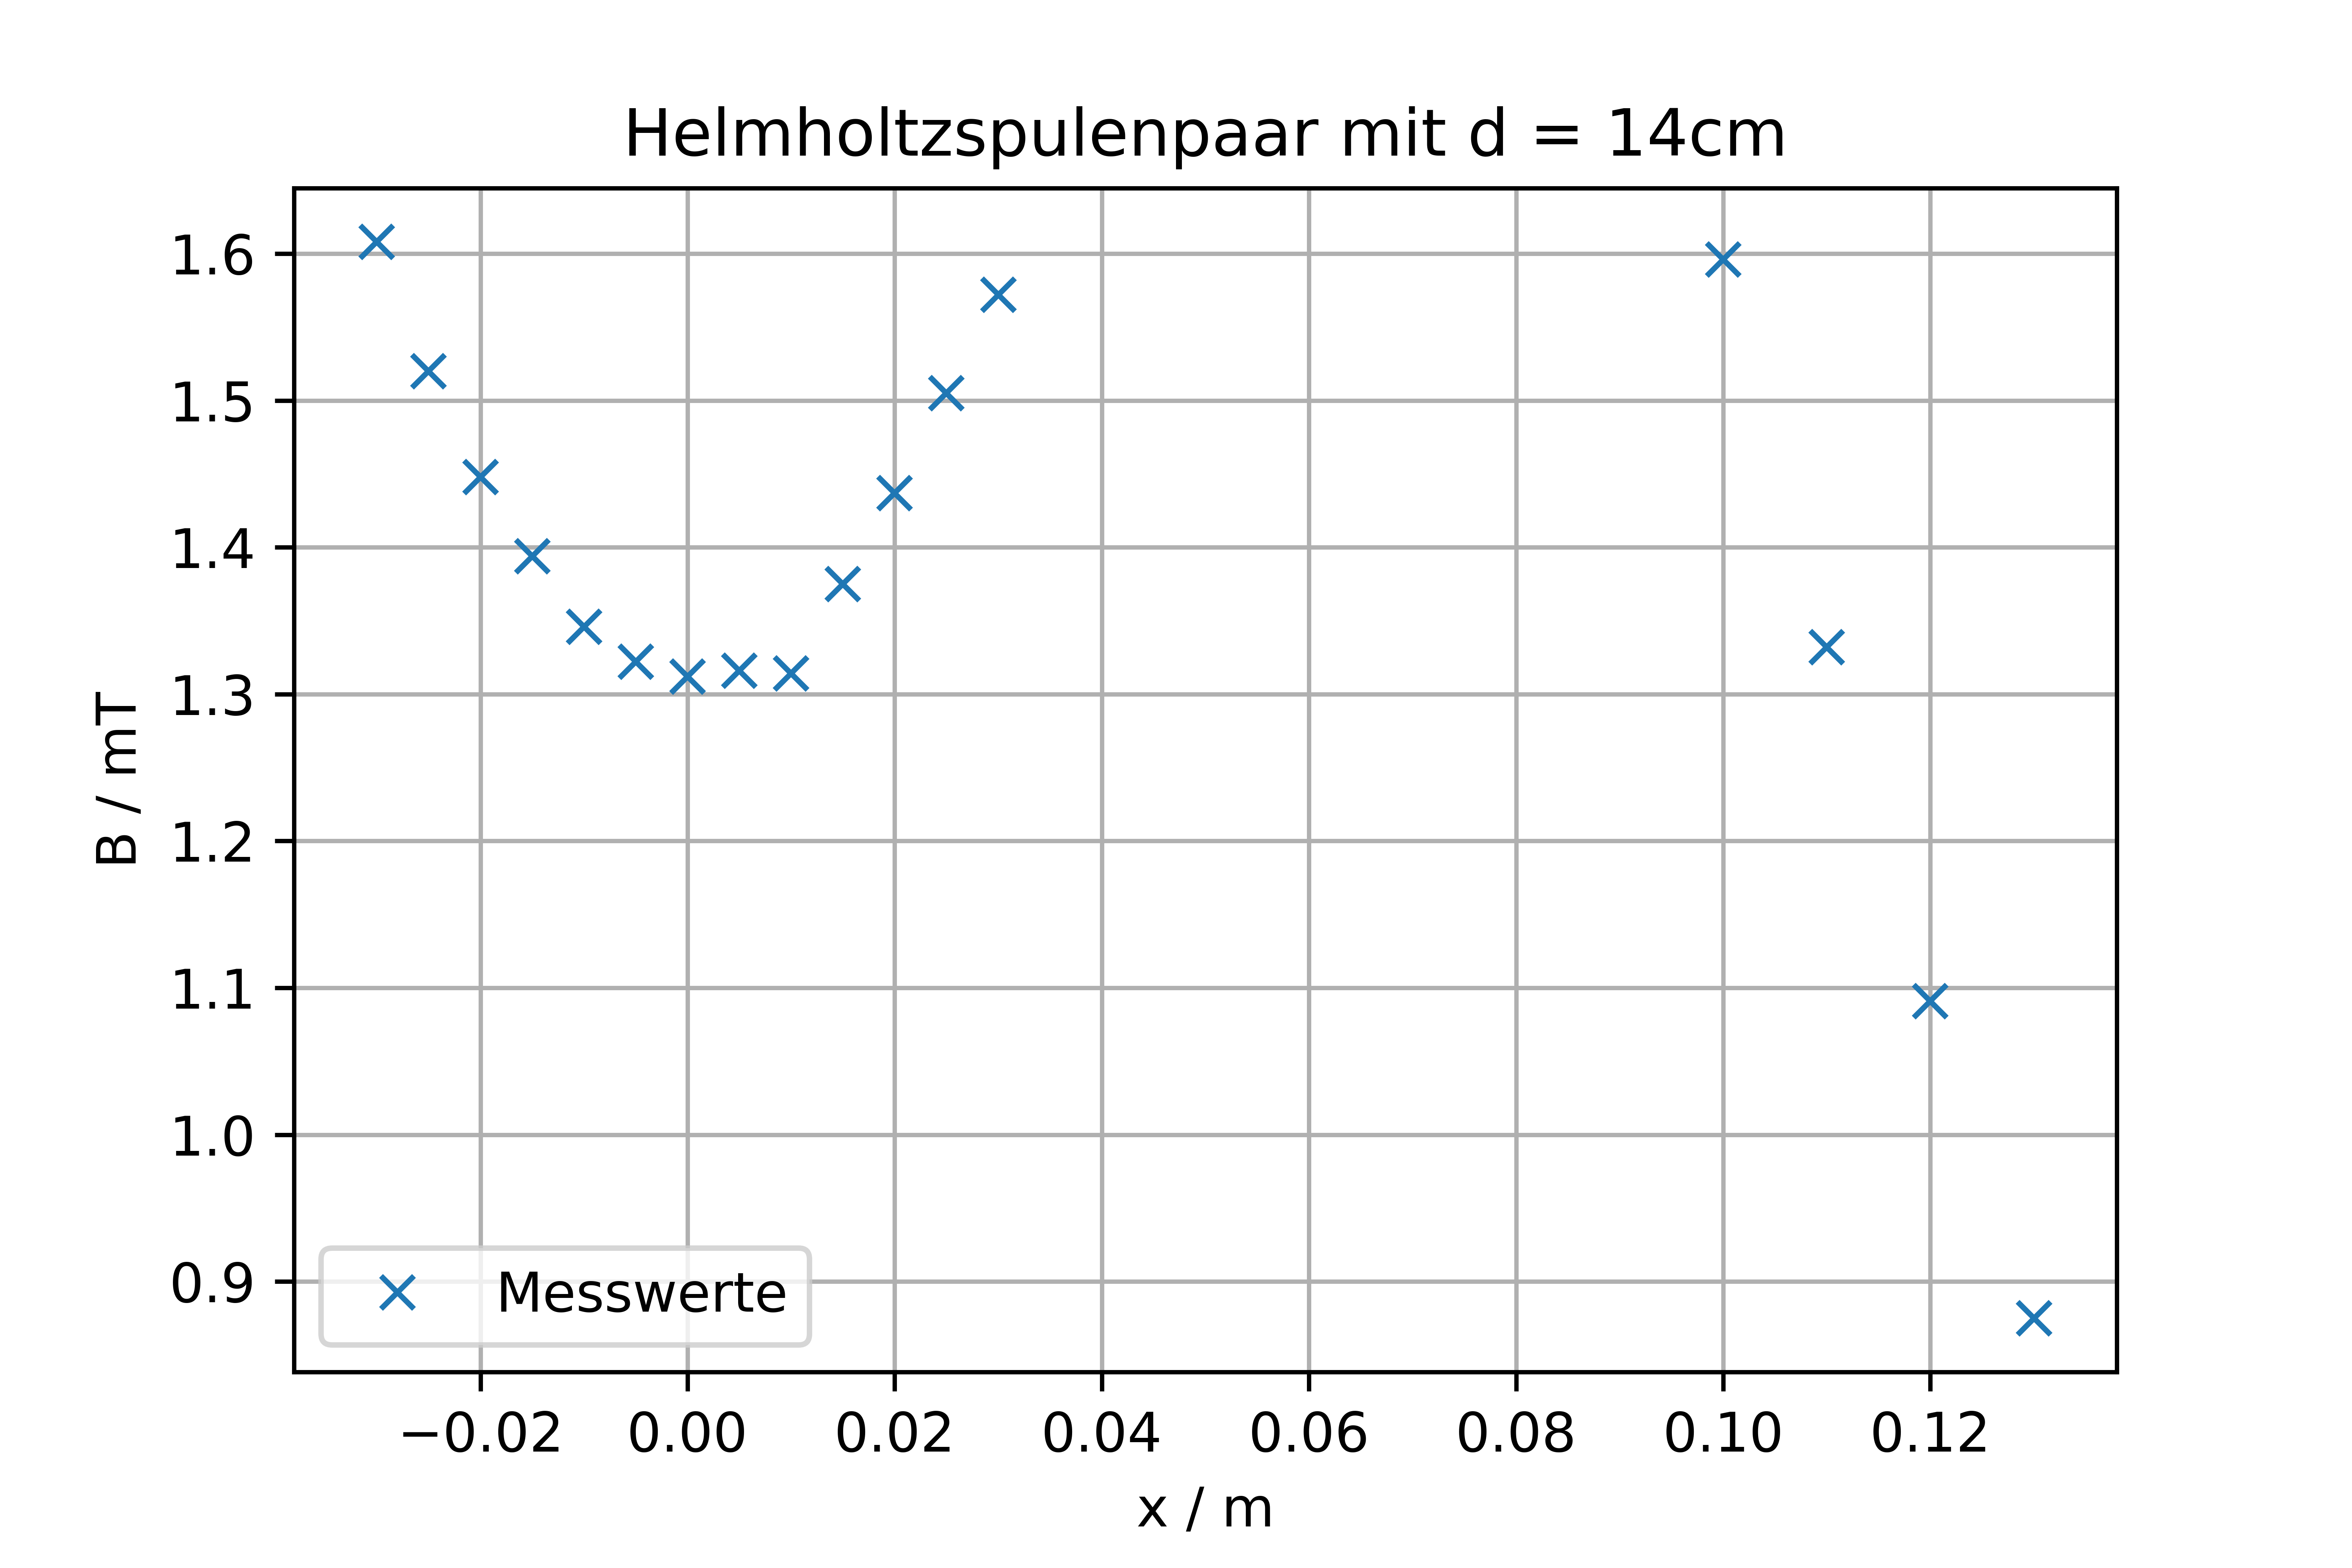 Helmholtzspulenpaar mit d = 14cm
1.6
1.5
1.4
1.3
1.2
1.1
1.0
0.9
B / mT
Messwerte
−0.02 0.00 0.02 0.04 0.06 0.08 0.10 0.12
x / m